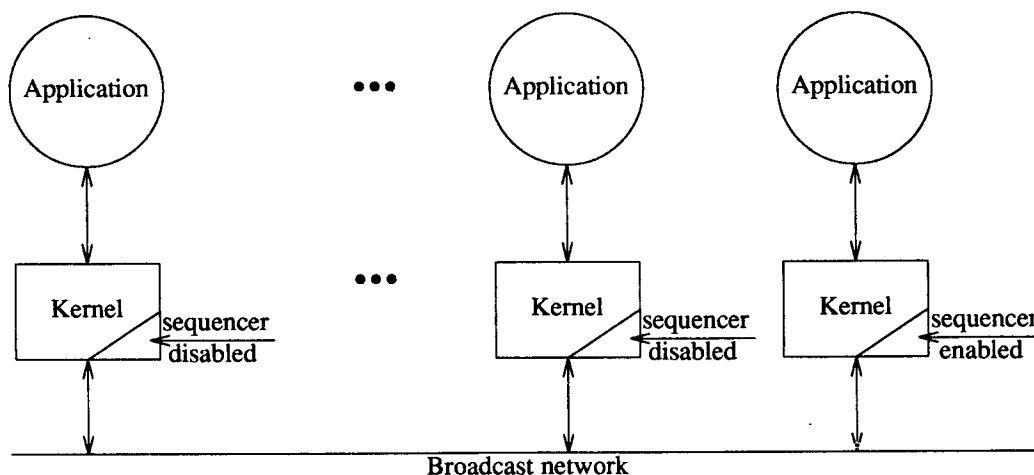 Application
Application
Application
Kernel
sequencer
disabled
Kernel
sequencer
disabled
Kernel
sequencer
enabled
Broadcast network